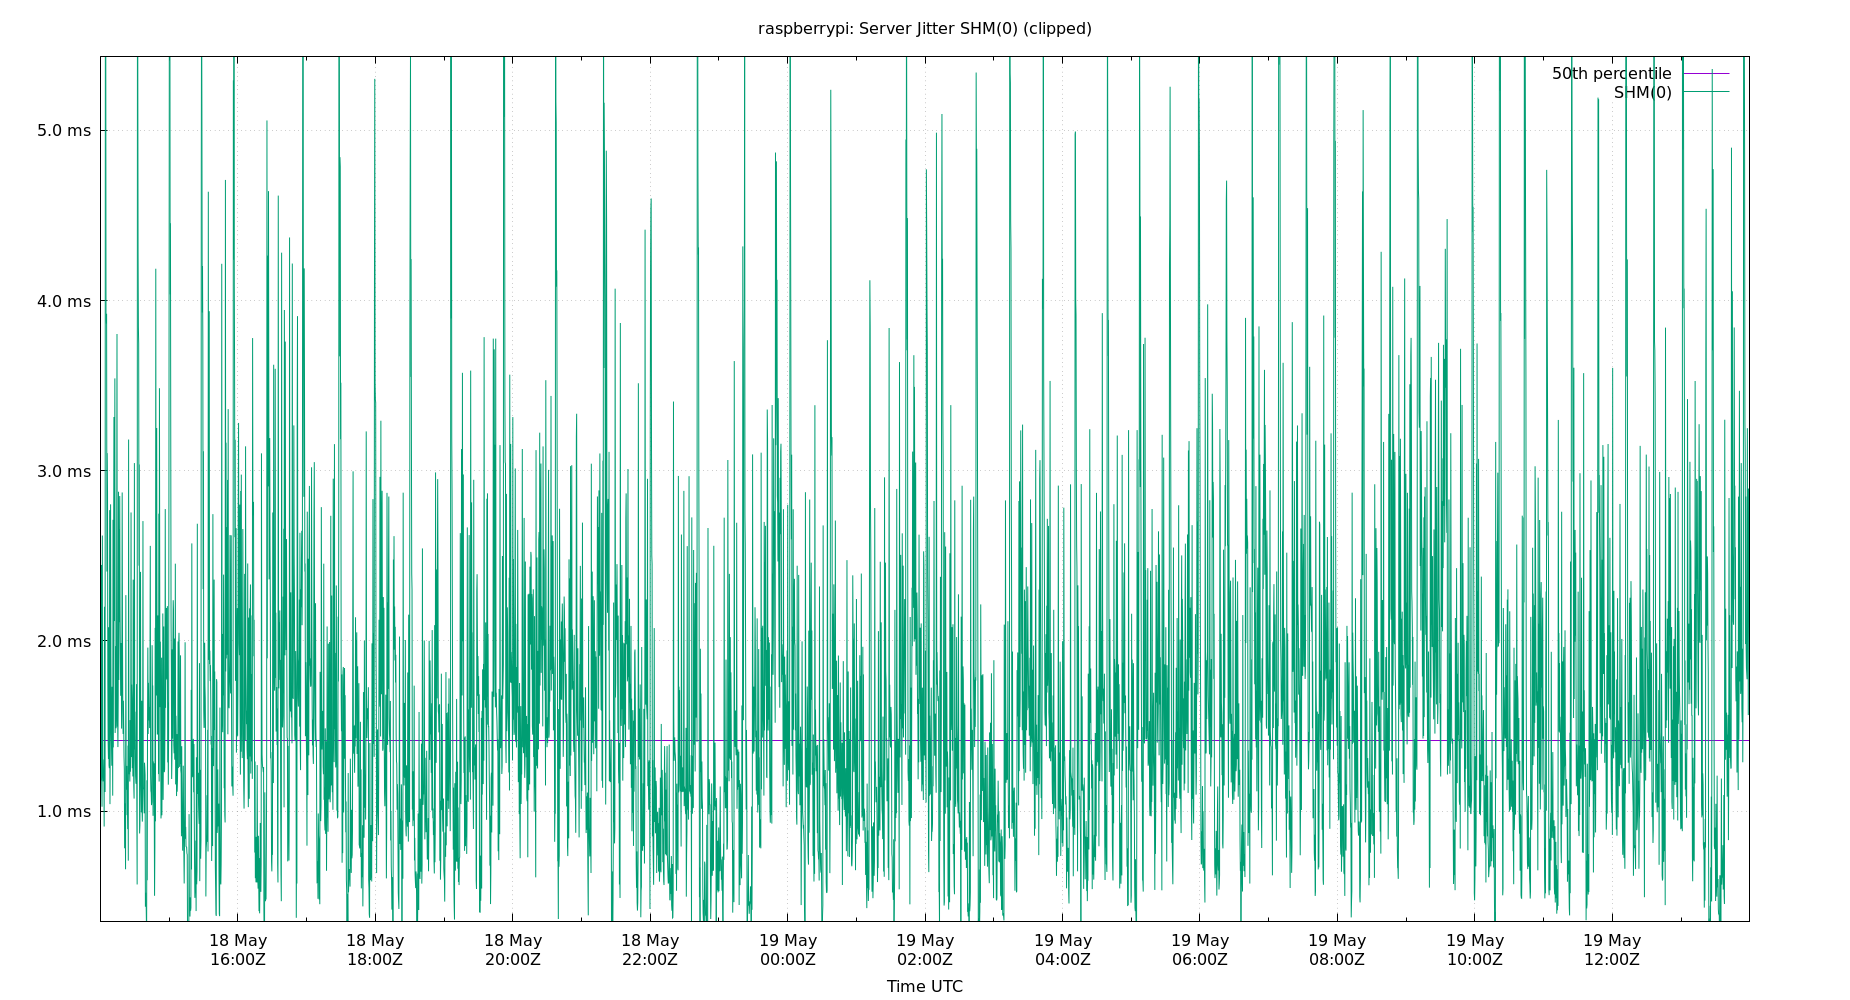 raspberrypi: Server Jitter SHM(0) (clipped)
50th percentile
SHM(0)
5.0 ms
4.0 ms
3.0 ms
2.0 ms
1.0 ms
18 May 18 May 18 May 18 May 19 May 19 May 19 May 19 May 19 May 19 May 19 May
16:00Z 18:00Z 20:00Z 22:00Z 00:00Z 02:00Z 04:00Z 06:00Z 08:00Z 10:00Z 12:00Z
Time UTC